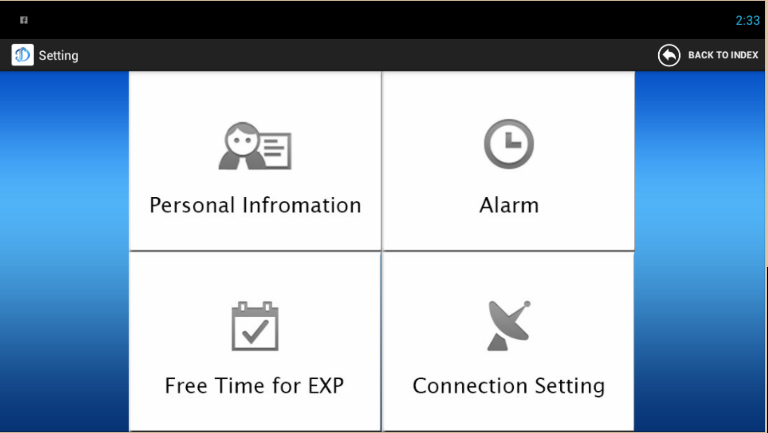 2:33
Setting
BACK TO INDEX
Personal Infromation
Alarm
Free Time for EXP
Connection Setting